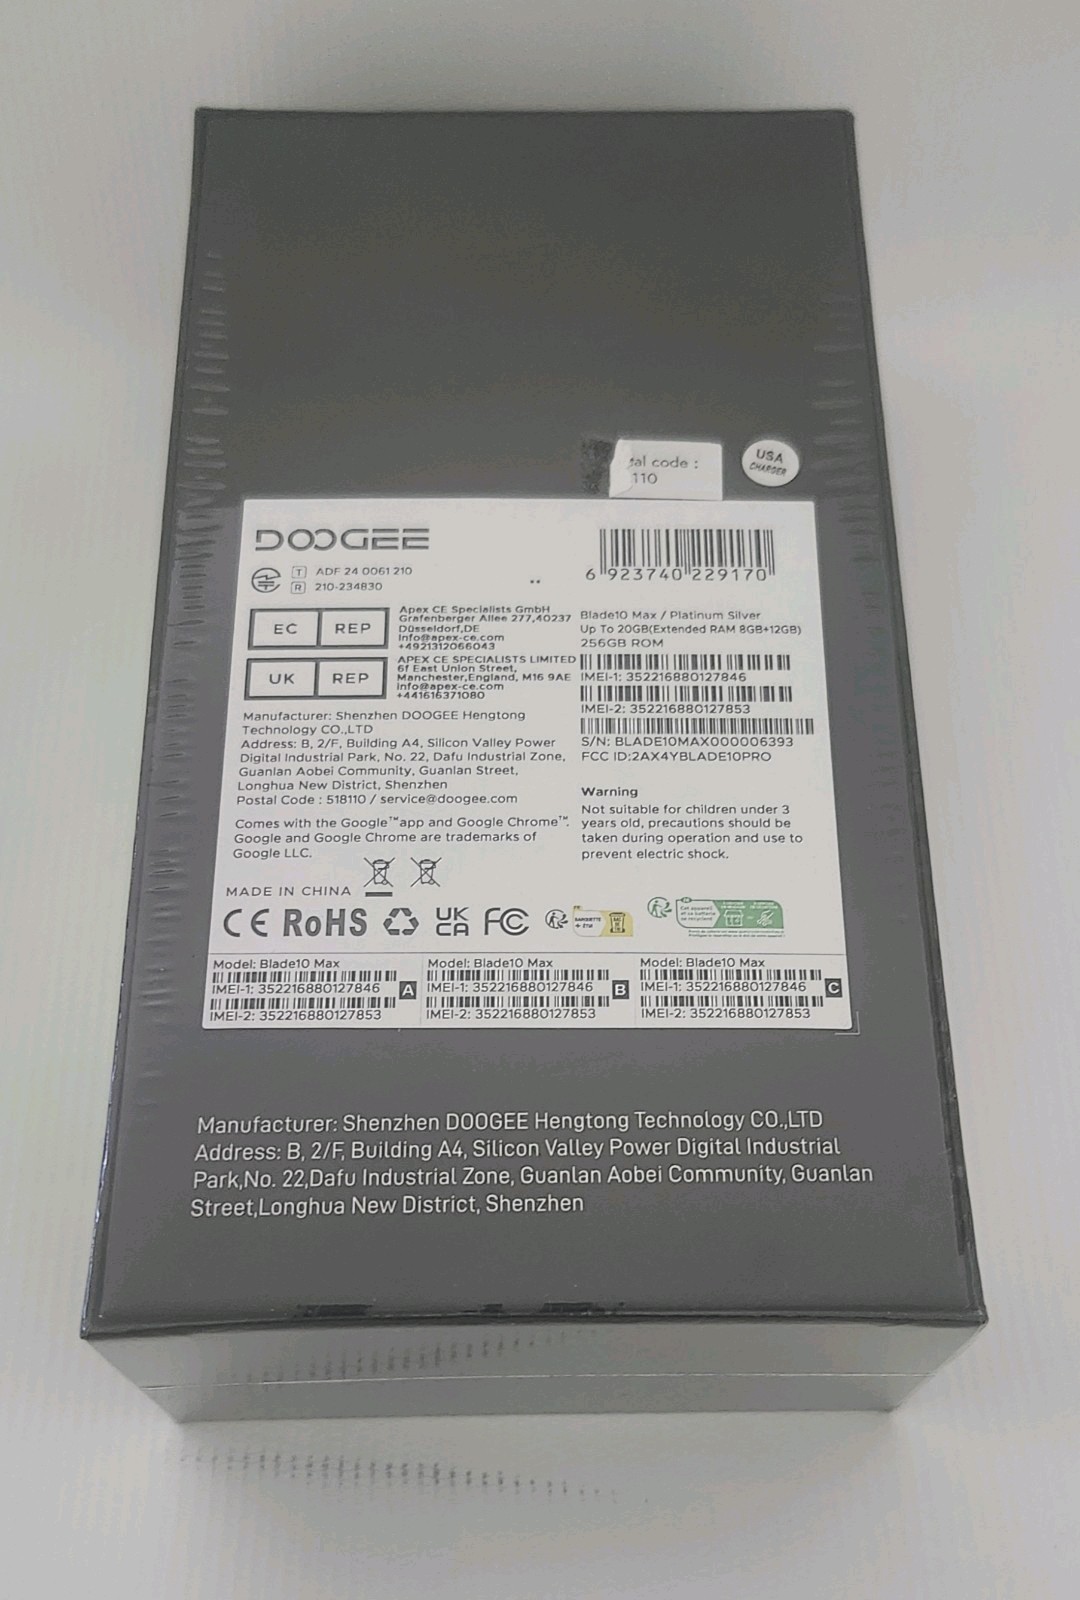 tal code :
110
USA
CHARGER
DOOGEE
T ADF 24 0061 210
R 210-234830
6 923740 229170
EC REP
Apex CE Specialists GmbH
Grafenberger Allee 277,40237
Düsseldorf,DE
Info@apex-ce.com
+4921312066043
UK REP
APEX CE SPECIALISTS LIMITED
6f East Union Street,
Manchester,England, M16 9AE
Info@apex-ce.com
+441616371080
Blade10 Max / Platinum Silver
Up To 20GB(Extended RAM 8GB+12GB)
256GB ROM
IMEI-1: 352216880127846
IMEI-2: 352216880127853
S/N: BLADE10MAX000006393
FCC ID:2AX4YBLADE10PRO
Manufacturer: Shenzhen DOOGEE Hengtong
Technology CO.,LTD
Address: B, 2/F, Building A4, Silicon Valley Power
Digital Industrial Park, No. 22, Dafu Industrial Zone,
Guanlan Aobei Community, Guanlan Street,
Longhua New District, Shenzhen
Postal Code : 518110 / service@doogee.com
Comes with the Google™app and Google Chrome™.
Google and Google Chrome are trademarks of
Google LLC.
Warning
Not suitable for children under 3
years old, precautions should be
taken during operation and use to
prevent electric shock.
MADE IN CHINA
CE RoHS UK CA FC
BARQUETTE
+ ÉTUI
FR
Cet appareil
et sa batterie
se recyclent
Model: Blade10 Max
IMEI-1: 352216880127846
IMEI-2: 352216880127853
A
Model: Blade10 Max
IMEI-1: 352216880127846
IMEI-2: 352216880127853
B
Model: Blade10 Max
IMEI-1: 352216880127846
IMEI-2: 352216880127853
C
Manufacturer: Shenzhen DOOGEE Hengtong Technology CO.,LTD
Address: B, 2/F, Building A4, Silicon Valley Power Digital Industrial
Park,No. 22,Dafu Industrial Zone, Guanlan Aobei Community, Guanlan
Street,Longhua New District, Shenzhen